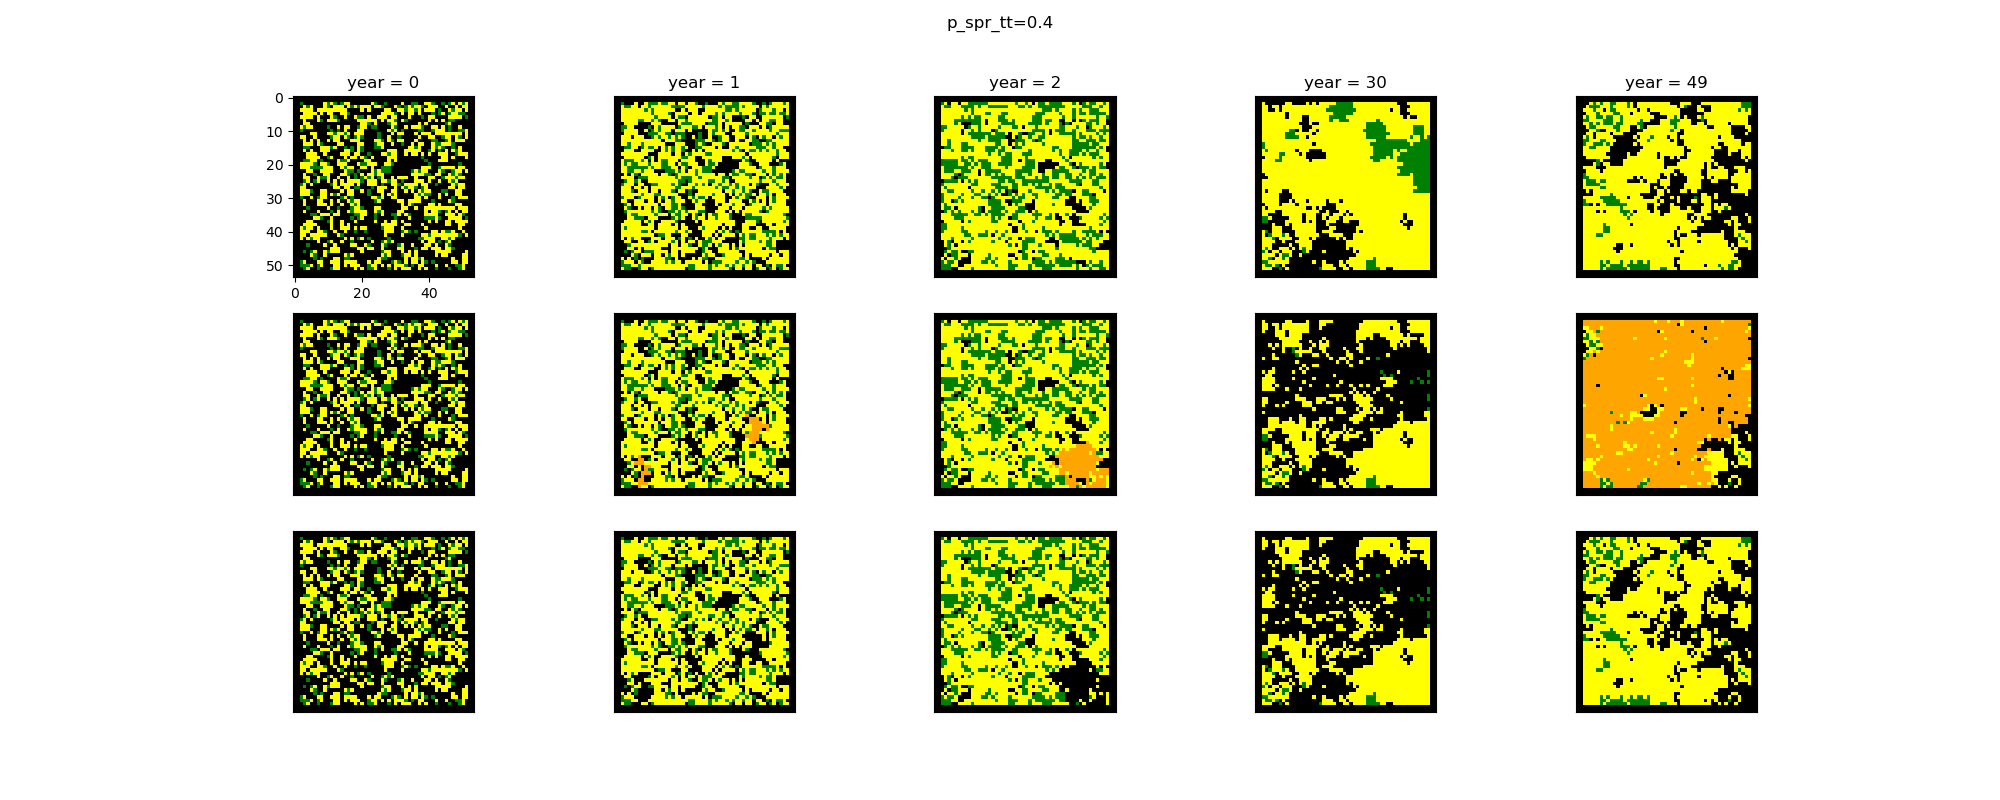 p_spr_tt=0.4
year = 0
year = 1
year = 2
year = 30
year = 49
0
10
20
30
40
50
0
20
40